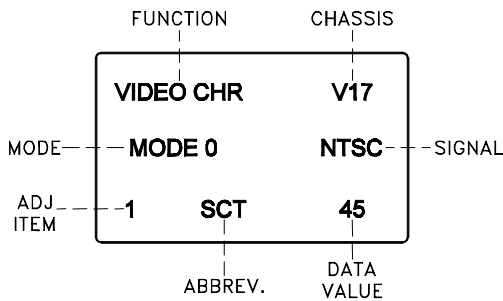 FUNCTION CHASSIS
VIDEO CHR V17
MODE MODE 0 NTSC SIGNAL
ADJ ITEM 1 SCT 45
ABBREV. DATA VALUE